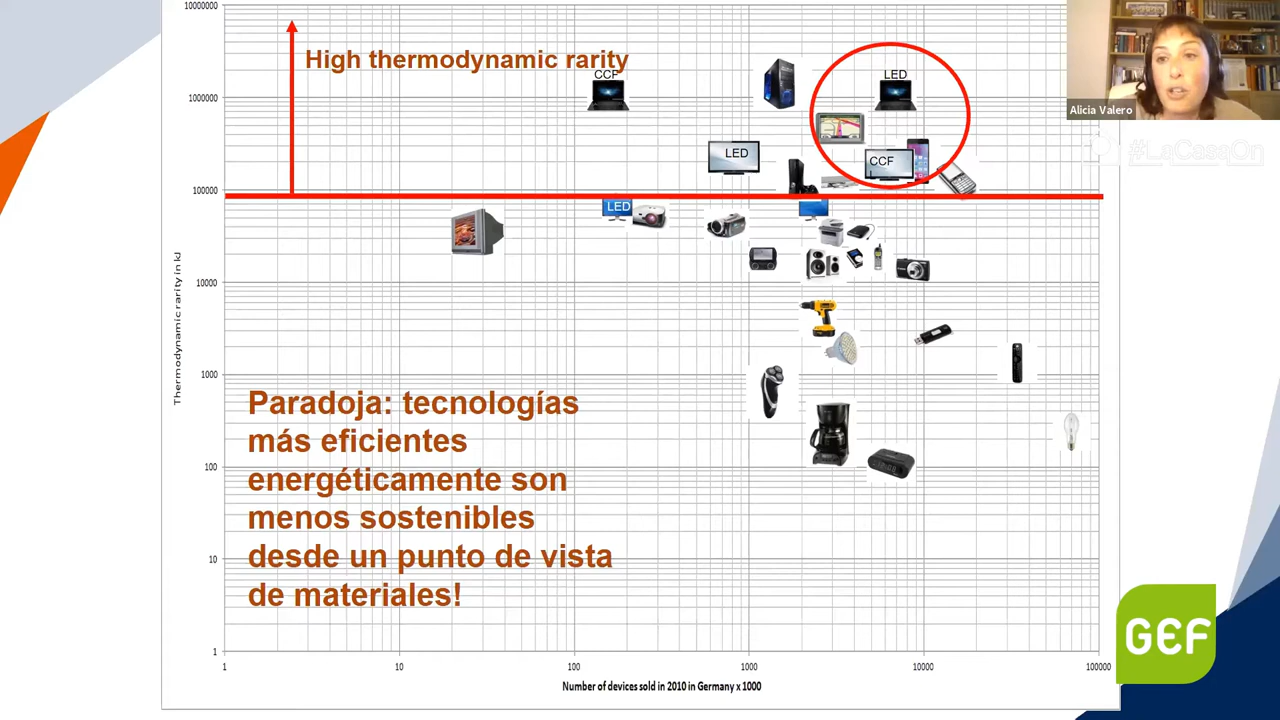 10000000
High thermodynamic rarity
CCF
LED
1000000
Alicia Valero
#LaCasaOn
LED
CCF
100000
LED
10000
Thermodynamic rarity in kJ
1000
Paradoja: tecnologías
más eficientes
energéticamente son
menos sostenibles
desde un punto de vista
de materiales!
100
10
1
GEF
1
10
100
1000
10000
100000
Number of devices sold in 2010 in Germany x 1000